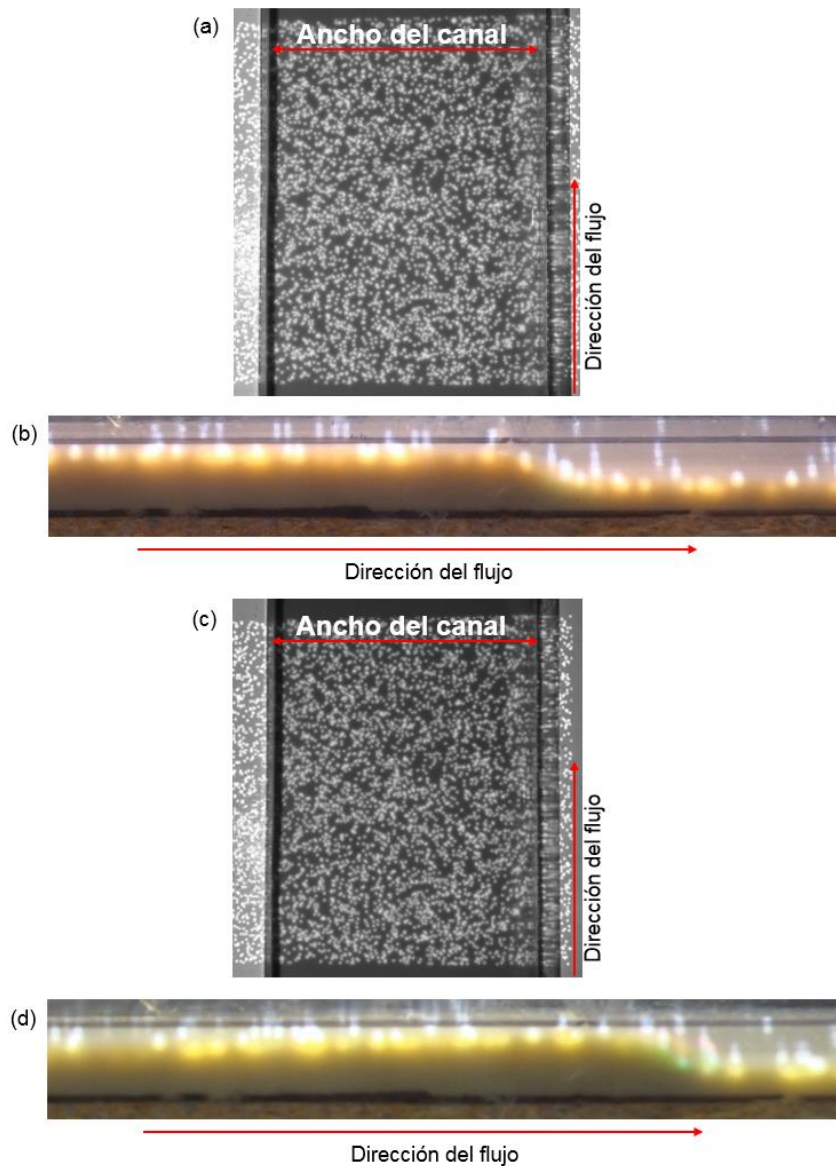 (a)
Ancho del canal
Dirección del flujo
(b)
Dirección del flujo
(c)
Ancho del canal
Dirección del flujo
(d)
Dirección del flujo